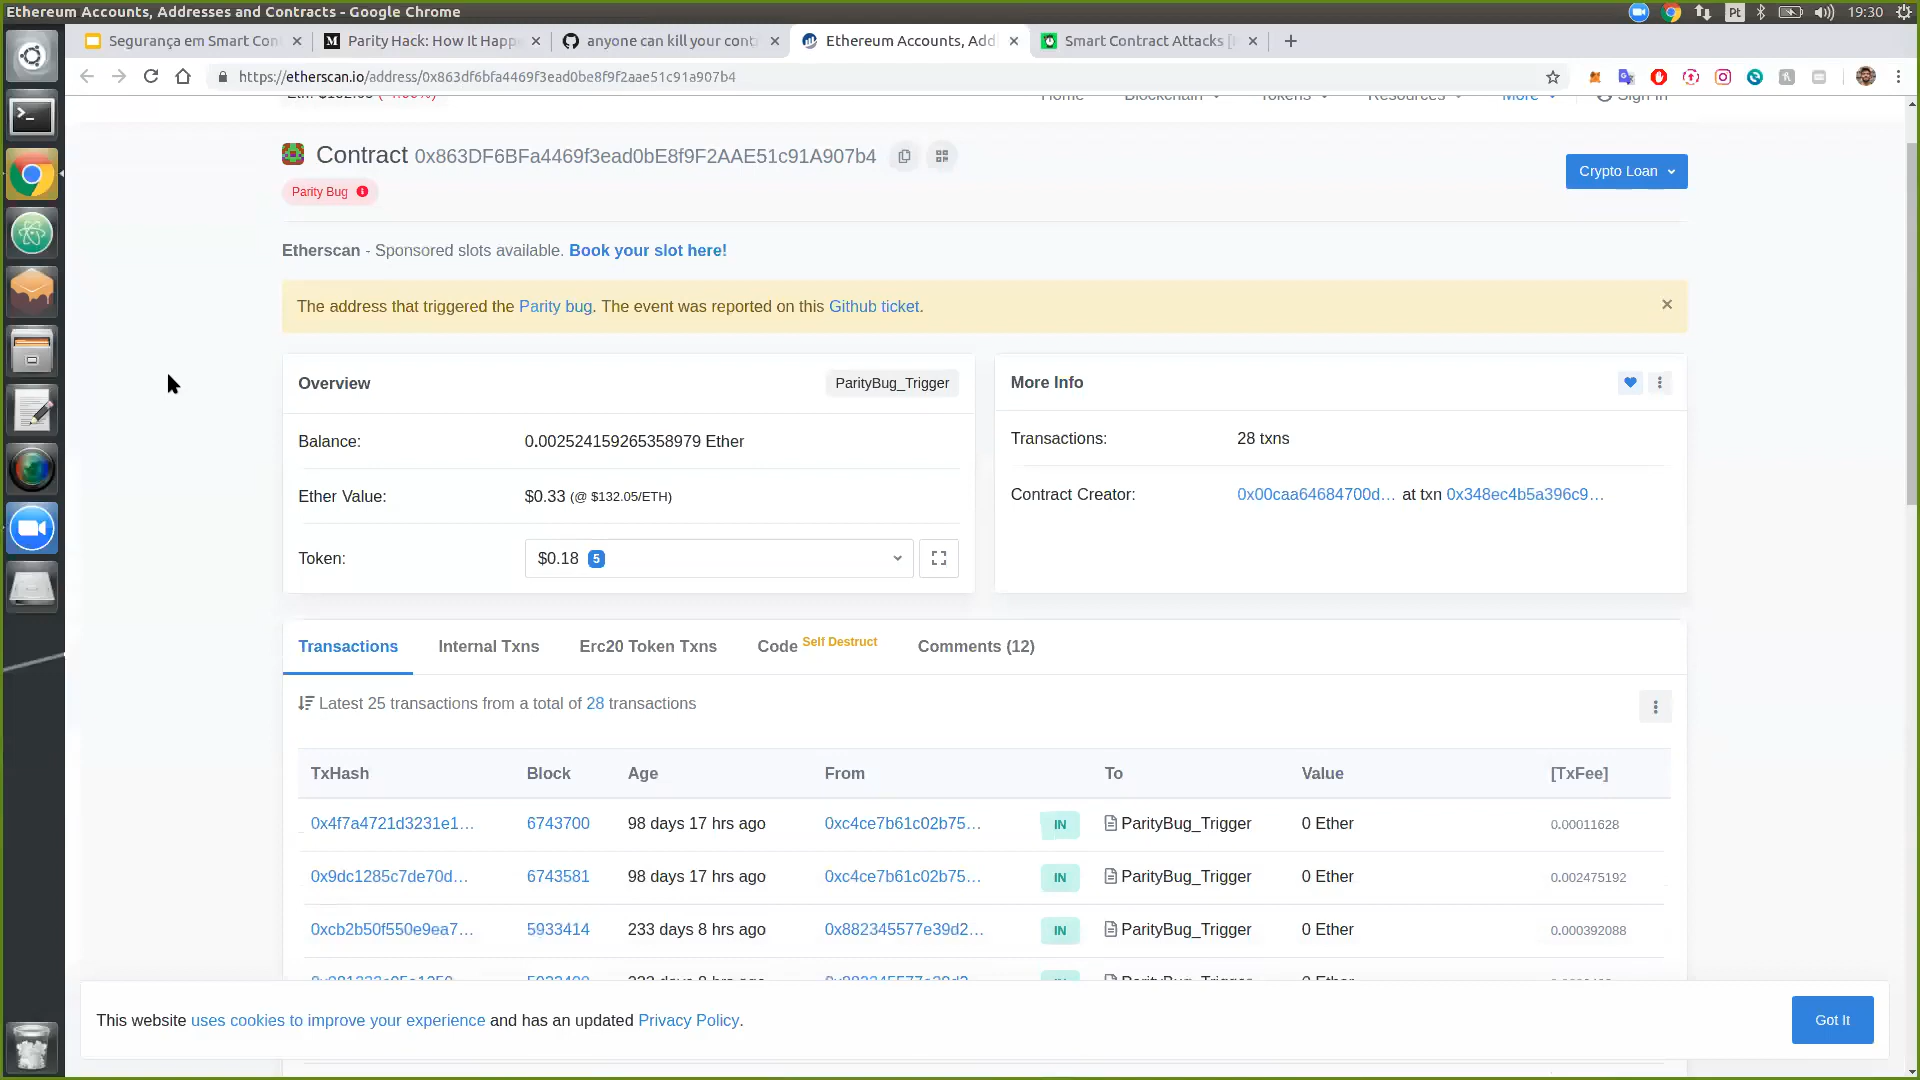 Ethereum Accounts, Addresses and Contracts - Google Chrome
Pt
19:30
Segurança em Smart Con
Parity Hack: How It Happe
anyone can kill your cont
Ethereum Accounts, Add
Smart Contract Attacks [
https://etherscan.io/address/0x863df6bfa4469f3ead0be8f9f2aae51c91a907b4
Home
Blockchain
Tokens
Resources
More
Sign In
Contract 0x863DF6BFa4469f3ead0bE8f9F2AAE51c91A907b4
Crypto Loan
Parity Bug
Etherscan - Sponsored slots available. Book your slot here!
The address that triggered the Parity bug. The event was reported on this Github ticket.
Overview
ParityBug_Trigger
Balance:
0.002524159265358979 Ether
Ether Value:
$0.33 (@ $132.05/ETH)
Token:
$0.18 5
More Info
Transactions:
28 txns
Contract Creator:
0x00caa64684700d... at txn 0x348ec4b5a396c9...
Transactions
Internal Txns
Erc20 Token Txns
Code Self Destruct
Comments (12)
Latest 25 transactions from a total of 28 transactions
TxHash Block Age From To Value [TxFee]
0x4f7a4721d3231e1... 6743700 98 days 17 hrs ago 0xc4ce7b61c02b75... IN ParityBug_Trigger 0 Ether 0.00011628
0x9dc1285c7de70d... 6743581 98 days 17 hrs ago 0xc4ce7b61c02b75... IN ParityBug_Trigger 0 Ether 0.002475192
0xcb2b50f550e9ea7... 5933414 233 days 8 hrs ago 0x882345577e39d2... IN ParityBug_Trigger 0 Ether 0.000392088
This website uses cookies to improve your experience and has an updated Privacy Policy.
Got It